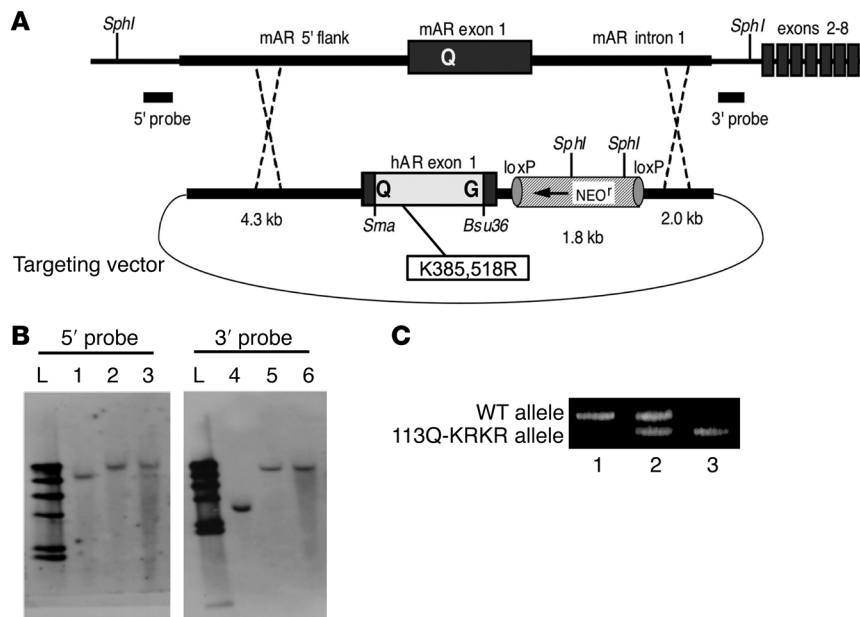 A
SphI
mAR 5' flank
mAR exon 1
mAR intron 1
SphI
exons 2-8
Q
5' probe
3' probe
hAR exon 1
loxP
SphI
SphI
loxP
Q
G
NEOr
4.3 kb
Sma
Bsu36
1.8 kb
2.0 kb
K385,518R
Targeting vector
B
5′ probe
3′ probe
L 1 2 3
L 4 5 6
C
WT allele
113Q-KRKR allele
1 2 3